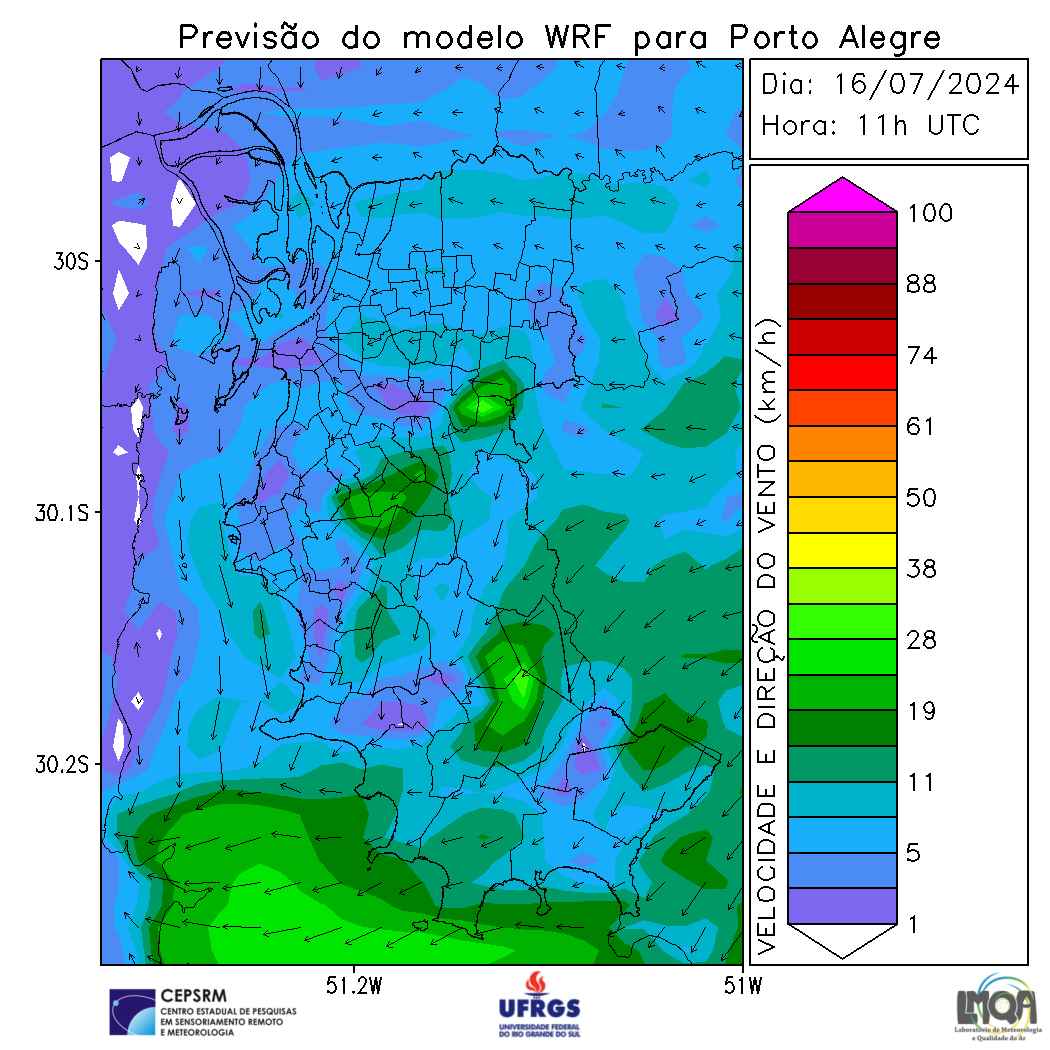 Previsão do modelo WRF para Porto Alegre
Dia: 16/07/2024
Hora: 11h UTC
30S
30.1S
30.2S
51.2W
51W
VELOCIDADE E DIREÇÃO DO VENTO (km/h)
100
88
74
61
50
38
28
19
11
5
1
CEPSRM
CENTRO ESTADUAL DE PESQUISAS
EM SENSORIAMENTO REMOTO
E METEOROLOGIA
UFRGS
UNIVERSIDADE FEDERAL
DO RIO GRANDE DO SUL
LMQA
Laboratório de Meteorologia
e Qualidade do Ar